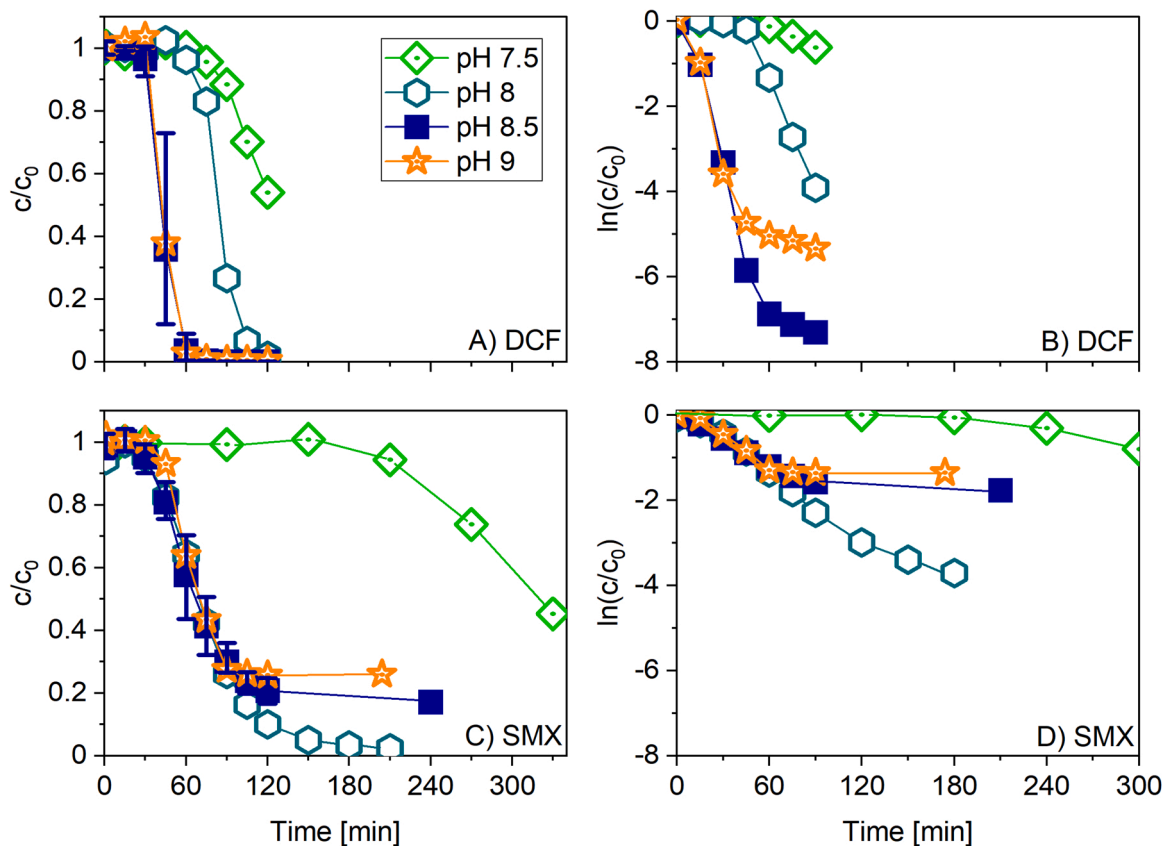 1
0.8
0.6
0.4
0.2
0
c/c0
pH 7.5
pH 8
pH 8.5
pH 9
A) DCF
0
-2
-4
-6
-8
ln(c/c0)
B) DCF
1
0.8
0.6
0.4
0.2
0
c/c0
C) SMX
0 60 120 180 240 300
Time [min]
0
-2
-4
-6
-8
ln(c/c0)
D) SMX
0 60 120 180 240 300
Time [min]